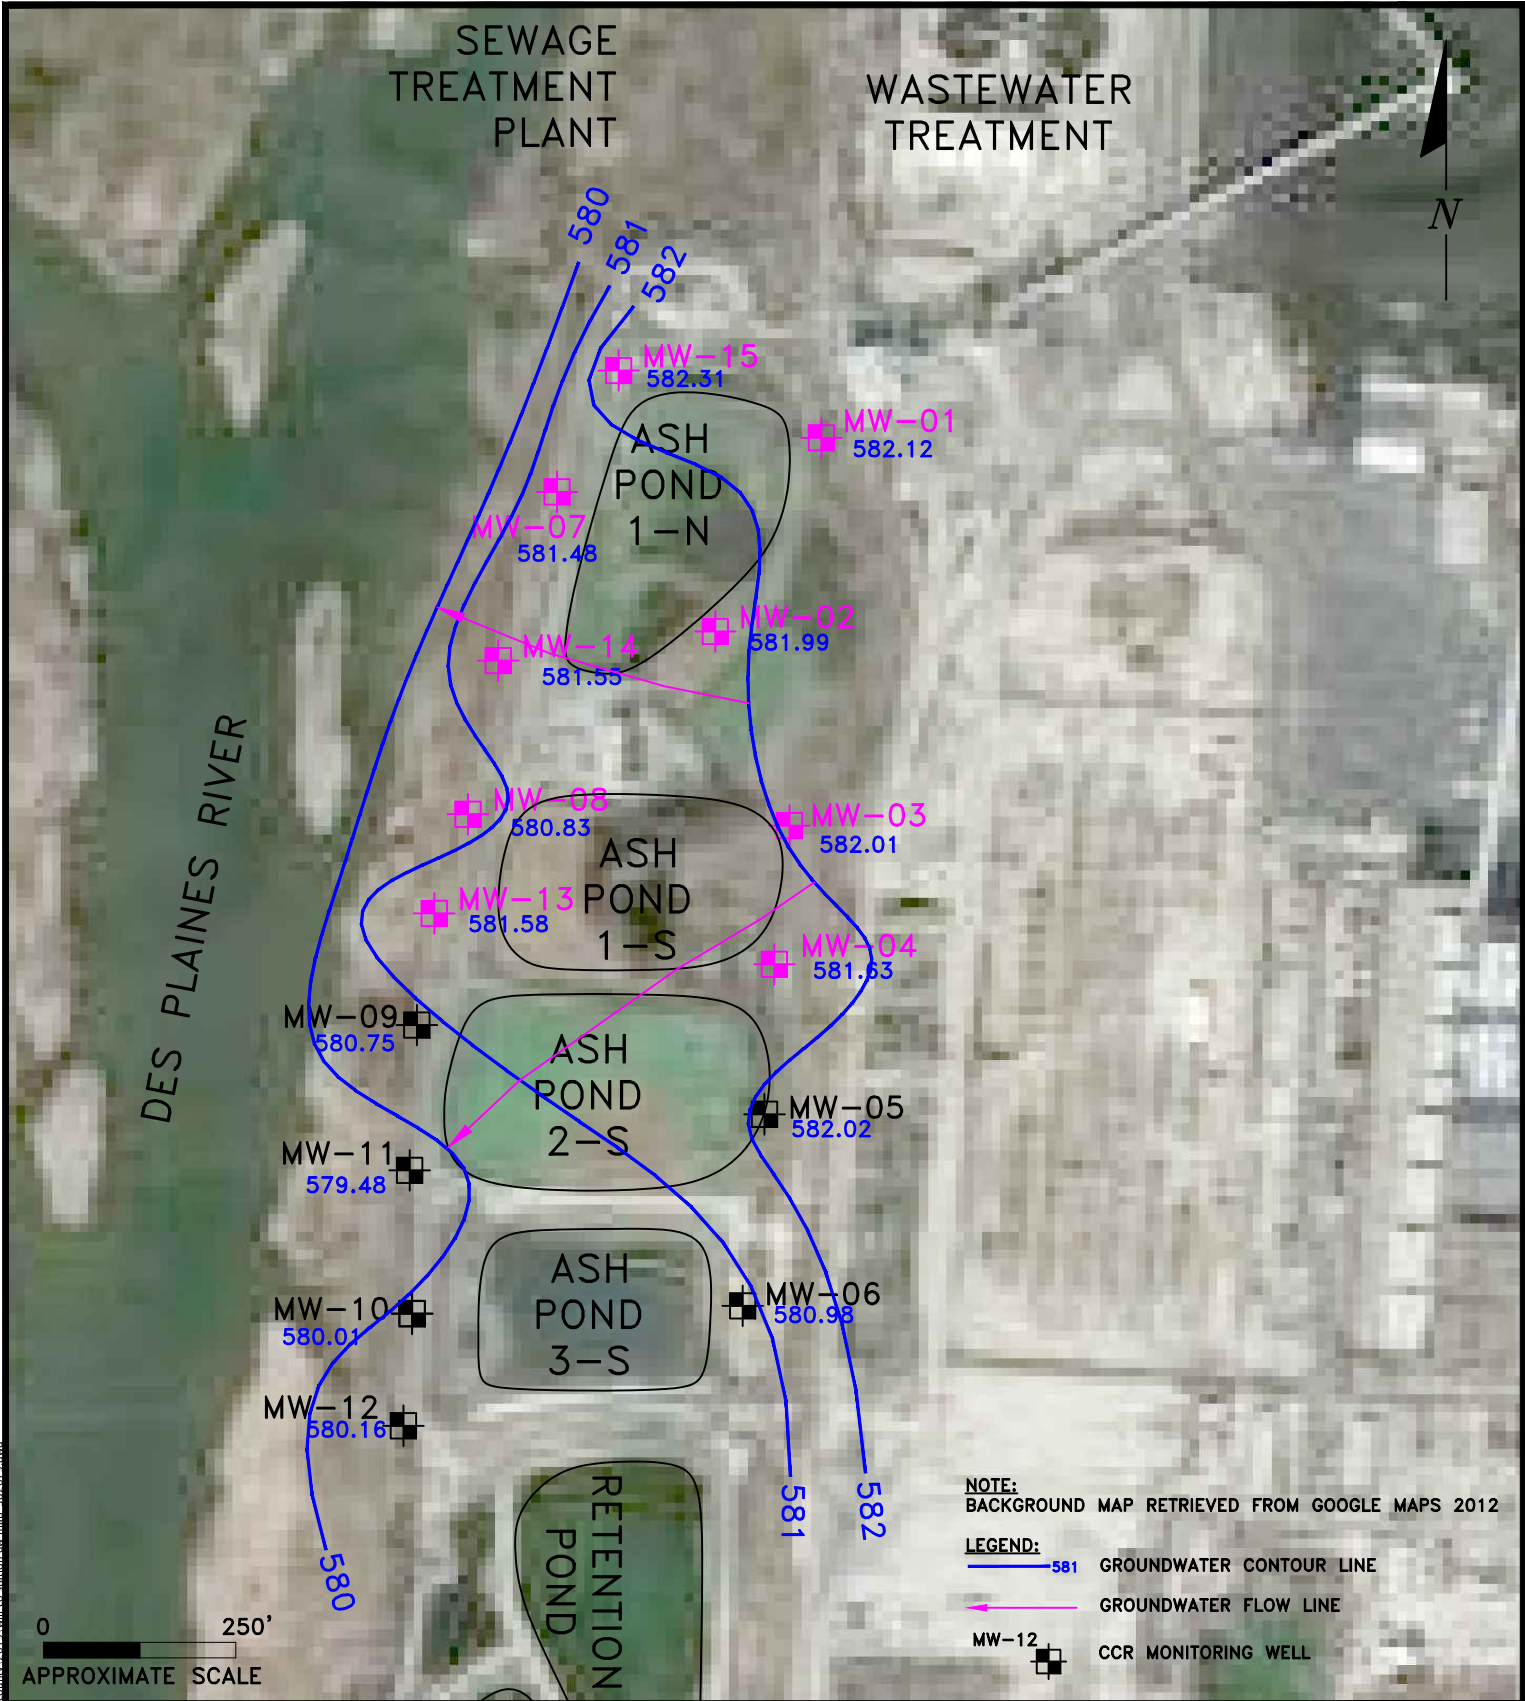 SEWAGE
TREATMENT
PLANT
WASTEWATER
TREATMENT
N
580
581
582
MW-15
582.31
MW-01
582.12
ASH
POND
1-N
MW-07
581.48
MW-02
581.99
MW-14
581.55
DES PLAINES RIVER
MW-08
580.83
MW-03
582.01
ASH
POND
1-S
MW-13
581.58
MW-04
581.63
MW-09
580.75
ASH
POND
2-S
MW-05
582.02
MW-11
579.48
ASH
POND
3-S
MW-06
580.98
MW-10
580.01
MW-12
580.16
RETENTION
POND
581
582
580
NOTE:
BACKGROUND MAP RETRIEVED FROM GOOGLE MAPS 2012
LEGEND:
581 GROUNDWATER CONTOUR LINE
GROUNDWATER FLOW LINE
MW-12 CCR MONITORING WELL
0 250'
APPROXIMATE SCALE